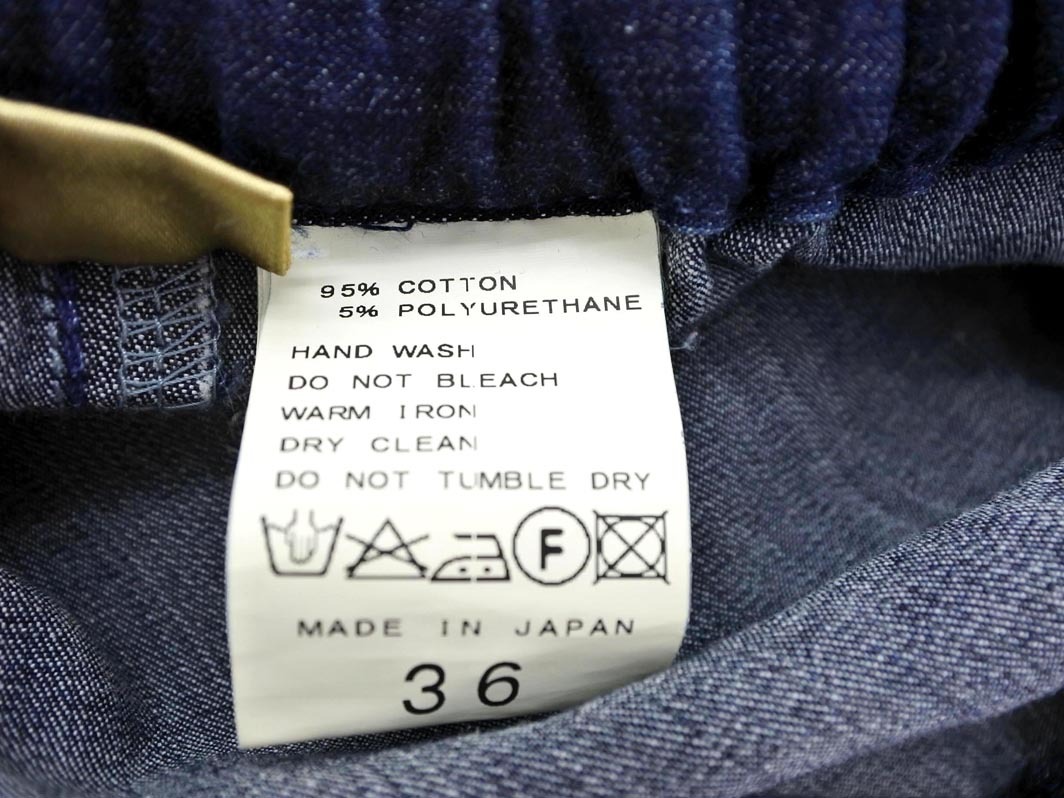 95% COTTON
5% POLYURETHANE
HAND WASH
DO NOT BLEACH
WARM IRON
DRY CLEAN
DO NOT TUMBLE DRY
F
MADE IN JAPAN
36